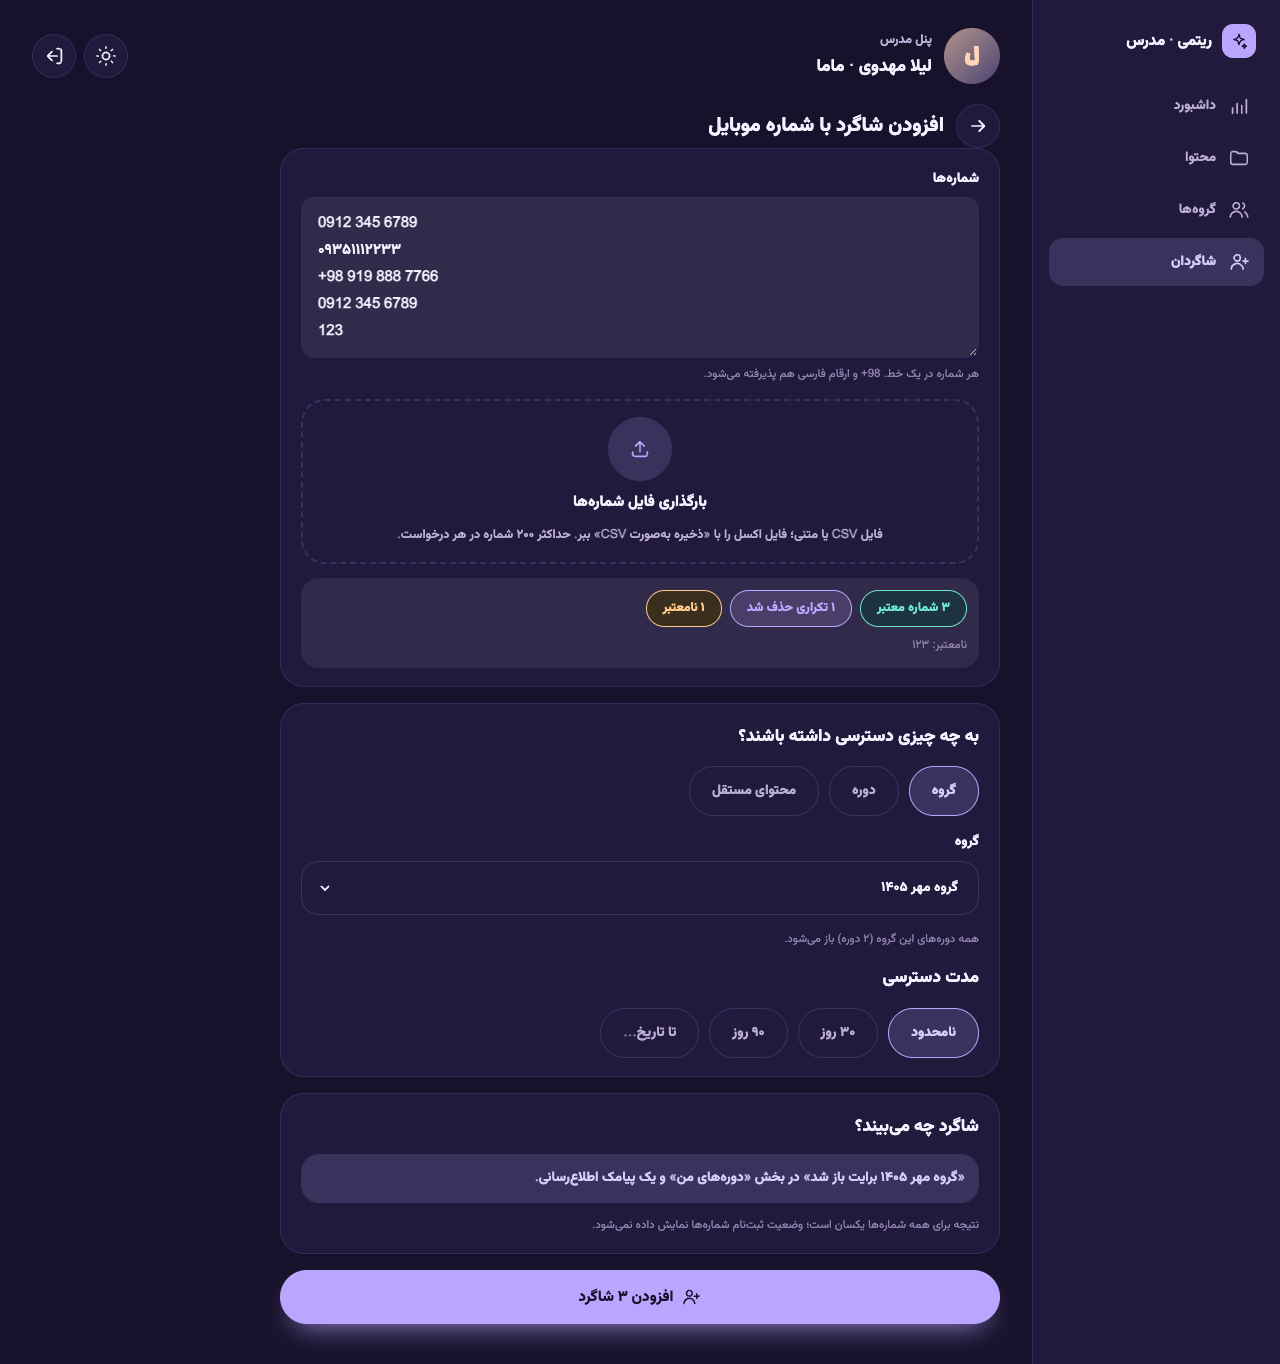 ریتمی · مدرس
داشبورد
محتوا
گروه‌ها
شاگردان
ل
پنل مدرس
لیلا مهدوی · ماما
افزودن شاگرد با شماره موبایل
شماره‌ها
0912 345 6789
۰۹۳۵۱۱۱۲۲۳۳
+98 919 888 7766
0912 345 6789
123
هر شماره در یک خط. 98+ و ارقام فارسی هم پذیرفته می‌شود.
بارگذاری فایل شماره‌ها
فایل CSV یا متنی؛ فایل اکسل را با «ذخیره به‌صورت CSV» ببر. حداکثر ۲۰۰ شماره در هر درخواست.
۳ شماره معتبر
۱ تکراری حذف شد
۱ نامعتبر
نامعتبر: ۱۲۳
به چه چیزی دسترسی داشته باشند؟
گروه
دوره
محتوای مستقل
گروه
گروه مهر ۱۴۰۵
همه دوره‌های این گروه (۲ دوره) باز می‌شود.
مدت دسترسی
نامحدود
۳۰ روز
۹۰ روز
تا تاریخ...
شاگرد چه می‌بیند؟
«گروه مهر ۱۴۰۵ برایت باز شد» در بخش «دوره‌های من» و یک پیامک اطلاع‌رسانی.
نتیجه برای همه شماره‌ها یکسان است؛ وضعیت ثبت‌نام شماره‌ها نمایش داده نمی‌شود.
افزودن ۳ شاگرد